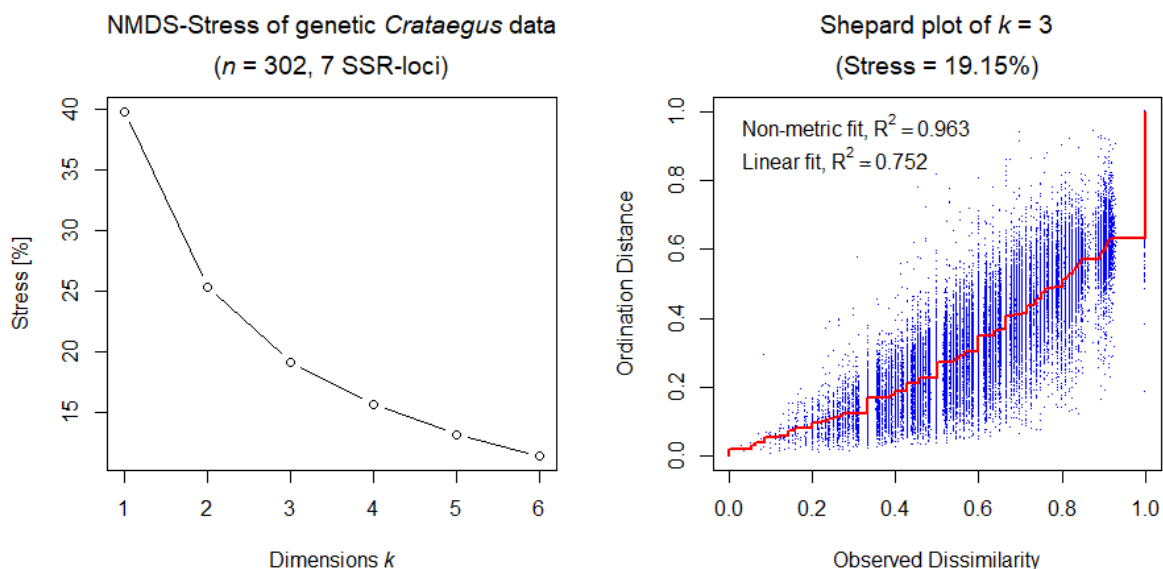 NMDS-Stress of genetic Crataegus data
(n = 302, 7 SSR-loci)
40
35
30
25
20
15
Stress [%]
1 2 3 4 5 6
Dimensions k
Shepard plot of k = 3
(Stress = 19.15%)
Non-metric fit, R² = 0.963
Linear fit, R² = 0.752
1.0
0.8
0.6
0.4
0.2
0.0
Ordination Distance
0.0 0.2 0.4 0.6 0.8 1.0
Observed Dissimilarity